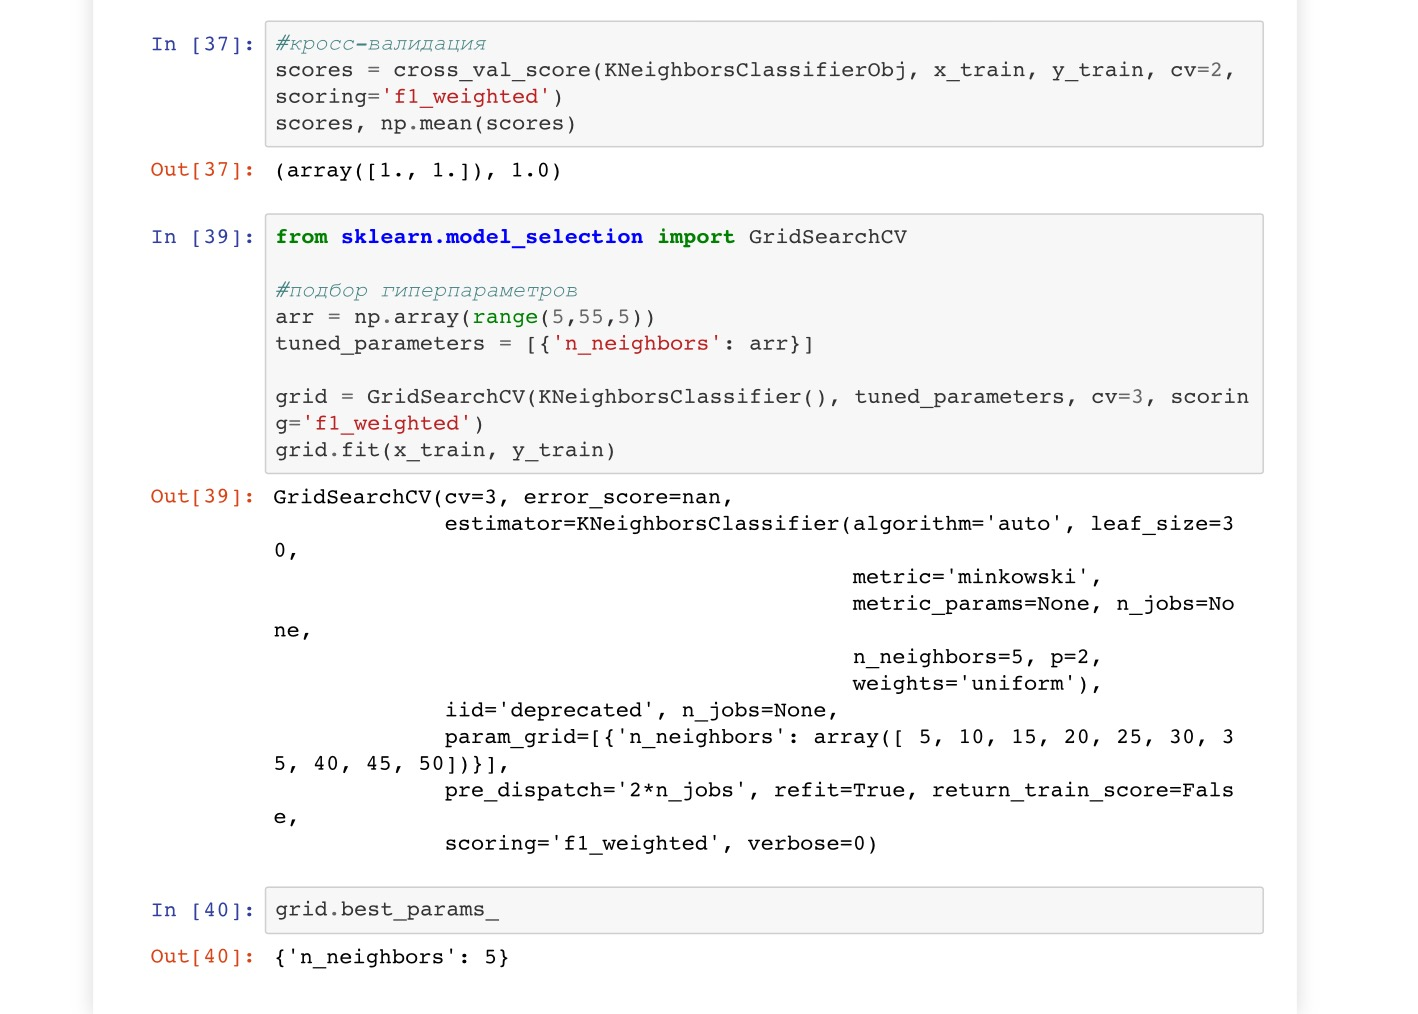 In [37]: #кросс-валидация
scores = cross_val_score(KNeighborsClassifierObj, x_train, y_train, cv=2,
scoring='f1_weighted')
scores, np.mean(scores)
Out[37]: (array([1., 1.]), 1.0)
In [39]: from sklearn.model_selection import GridSearchCV
#подбор гиперпараметров
arr = np.array(range(5,55,5))
tuned_parameters = [{'n_neighbors': arr}]
grid = GridSearchCV(KNeighborsClassifier(), tuned_parameters, cv=3, scorin
g='f1_weighted')
grid.fit(x_train, y_train)
Out[39]: GridSearchCV(cv=3, error_score=nan,
estimator=KNeighborsClassifier(algorithm='auto', leaf_size=3
0,
metric='minkowski',
metric_params=None, n_jobs=No
ne,
n_neighbors=5, p=2,
weights='uniform'),
iid='deprecated', n_jobs=None,
param_grid=[{'n_neighbors': array([ 5, 10, 15, 20, 25, 30, 3
5, 40, 45, 50])}],
pre_dispatch='2*n_jobs', refit=True, return_train_score=Fals
e,
scoring='f1_weighted', verbose=0)
In [40]: grid.best_params_
Out[40]: {'n_neighbors': 5}